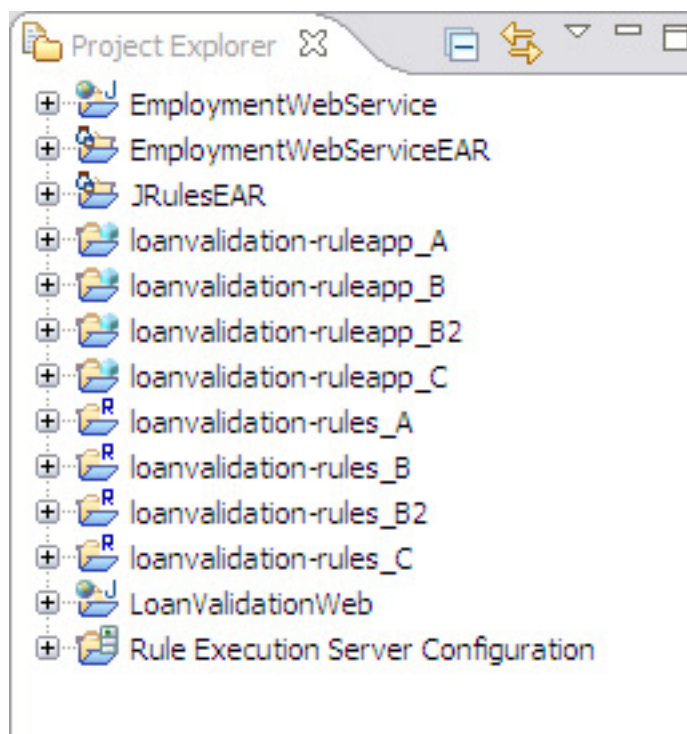 Project Explorer
EmploymentWebService
EmploymentWebServiceEAR
JRulesEAR
loanvalidation-ruleapp_A
loanvalidation-ruleapp_B
loanvalidation-ruleapp_B2
loanvalidation-ruleapp_C
loanvalidation-rules_A
loanvalidation-rules_B
loanvalidation-rules_B2
loanvalidation-rules_C
LoanValidationWeb
Rule Execution Server Configuration